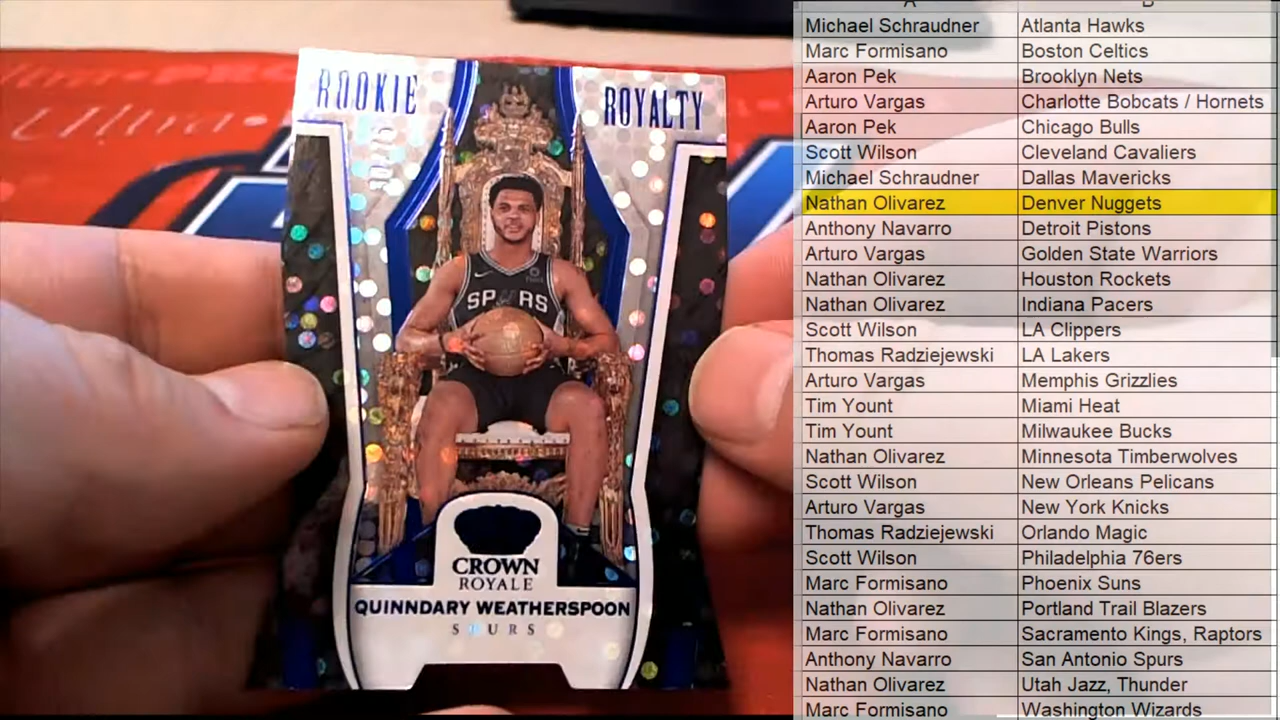 ROOKIE ROYALTY
SPURS
CROWN
ROYALE
QUINNDARY WEATHERSPOON
SPURS
Ultra
A B
Michael Schraudner Atlanta Hawks
Marc Formisano Boston Celtics
Aaron Pek Brooklyn Nets
Arturo Vargas Charlotte Bobcats / Hornets
Aaron Pek Chicago Bulls
Scott Wilson Cleveland Cavaliers
Michael Schraudner Dallas Mavericks
Nathan Olivarez Denver Nuggets
Anthony Navarro Detroit Pistons
Arturo Vargas Golden State Warriors
Nathan Olivarez Houston Rockets
Nathan Olivarez Indiana Pacers
Scott Wilson LA Clippers
Thomas Radziejewski LA Lakers
Arturo Vargas Memphis Grizzlies
Tim Yount Miami Heat
Tim Yount Milwaukee Bucks
Nathan Olivarez Minnesota Timberwolves
Scott Wilson New Orleans Pelicans
Arturo Vargas New York Knicks
Thomas Radziejewski Orlando Magic
Scott Wilson Philadelphia 76ers
Marc Formisano Phoenix Suns
Nathan Olivarez Portland Trail Blazers
Marc Formisano Sacramento Kings, Raptors
Anthony Navarro San Antonio Spurs
Nathan Olivarez Utah Jazz, Thunder
Marc Formisano Washington Wizards